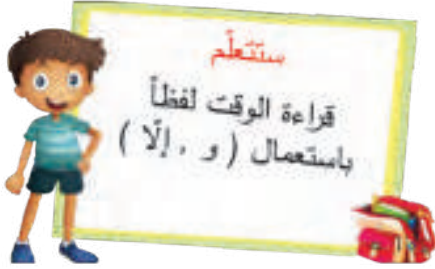 ستتعلّم
قراءة الوقت لفظاً
باستعمال ( و , إلّا )